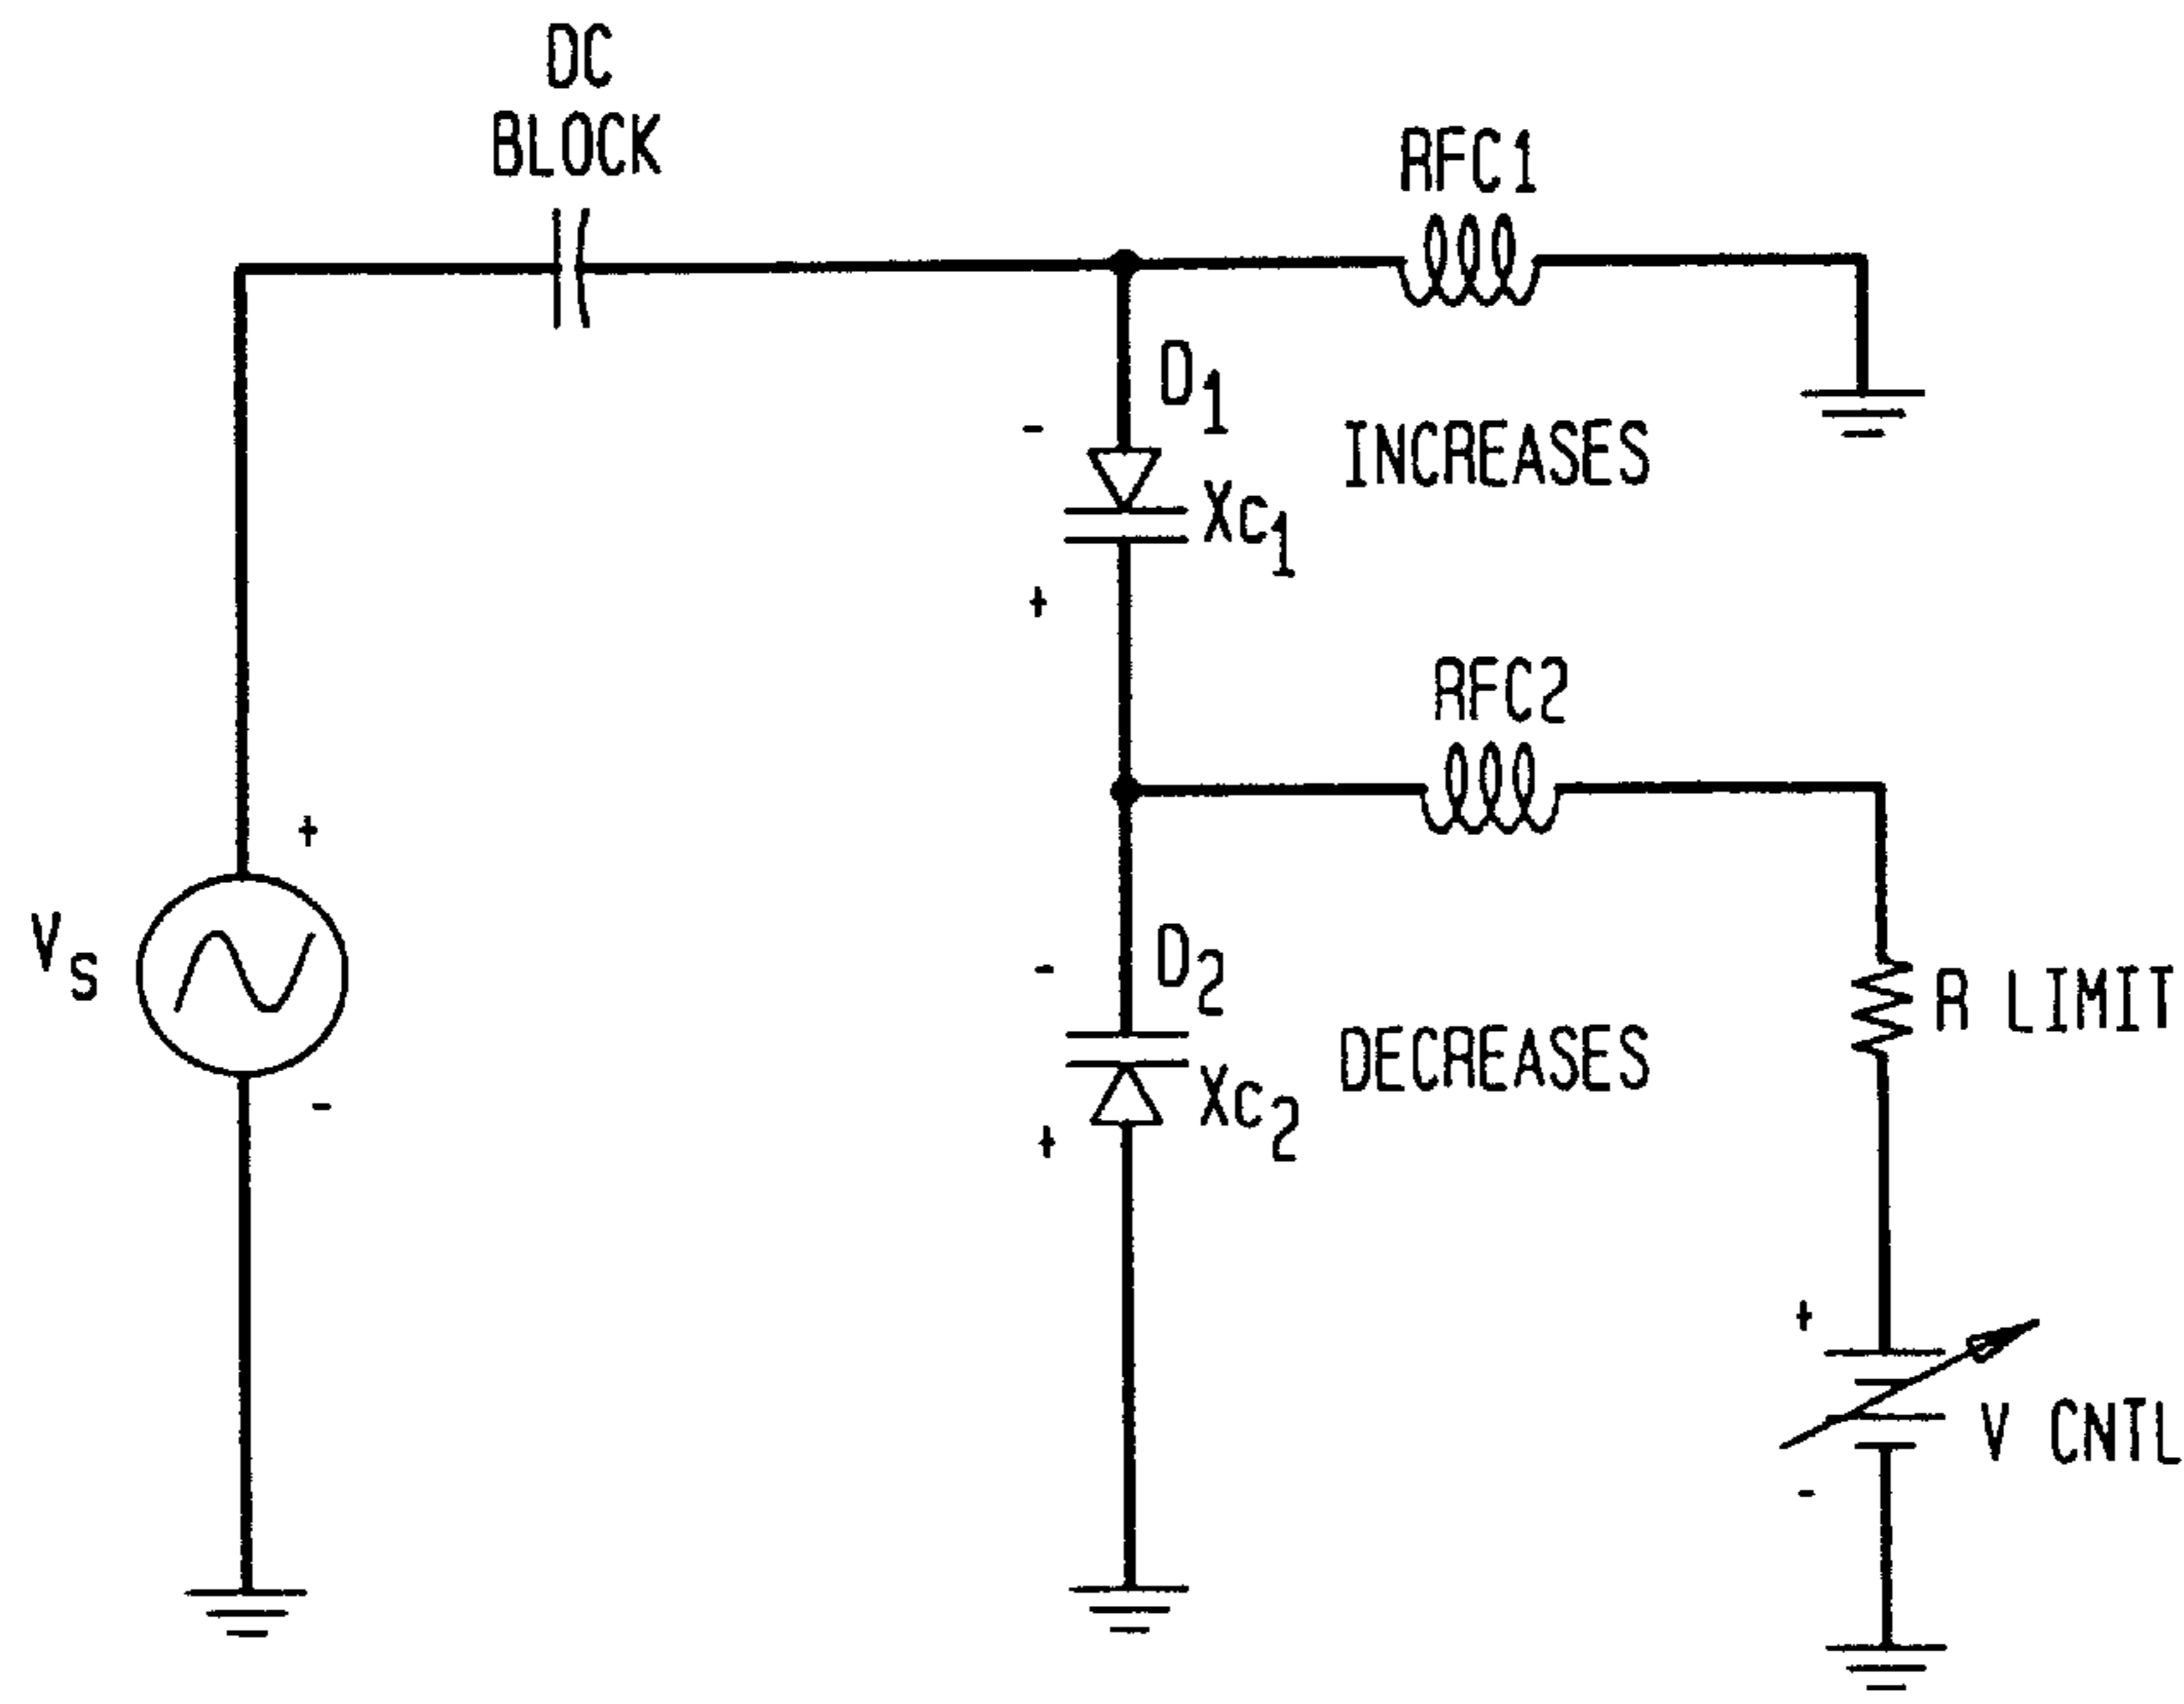 DC
BLOCK
RFC1
D1
-
INCREASES
XC1
+
RFC2
+
VS
-
D2
-
R LIMIT
DECREASES
XC2
+
+
V CNTL
-